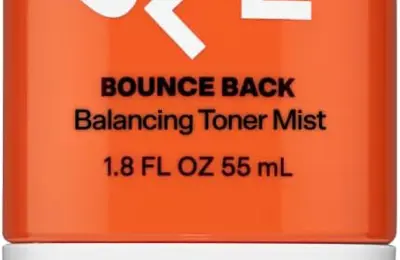 BOUNCE BACK
Balancing Toner Mist
1.8 FL OZ 55 mL